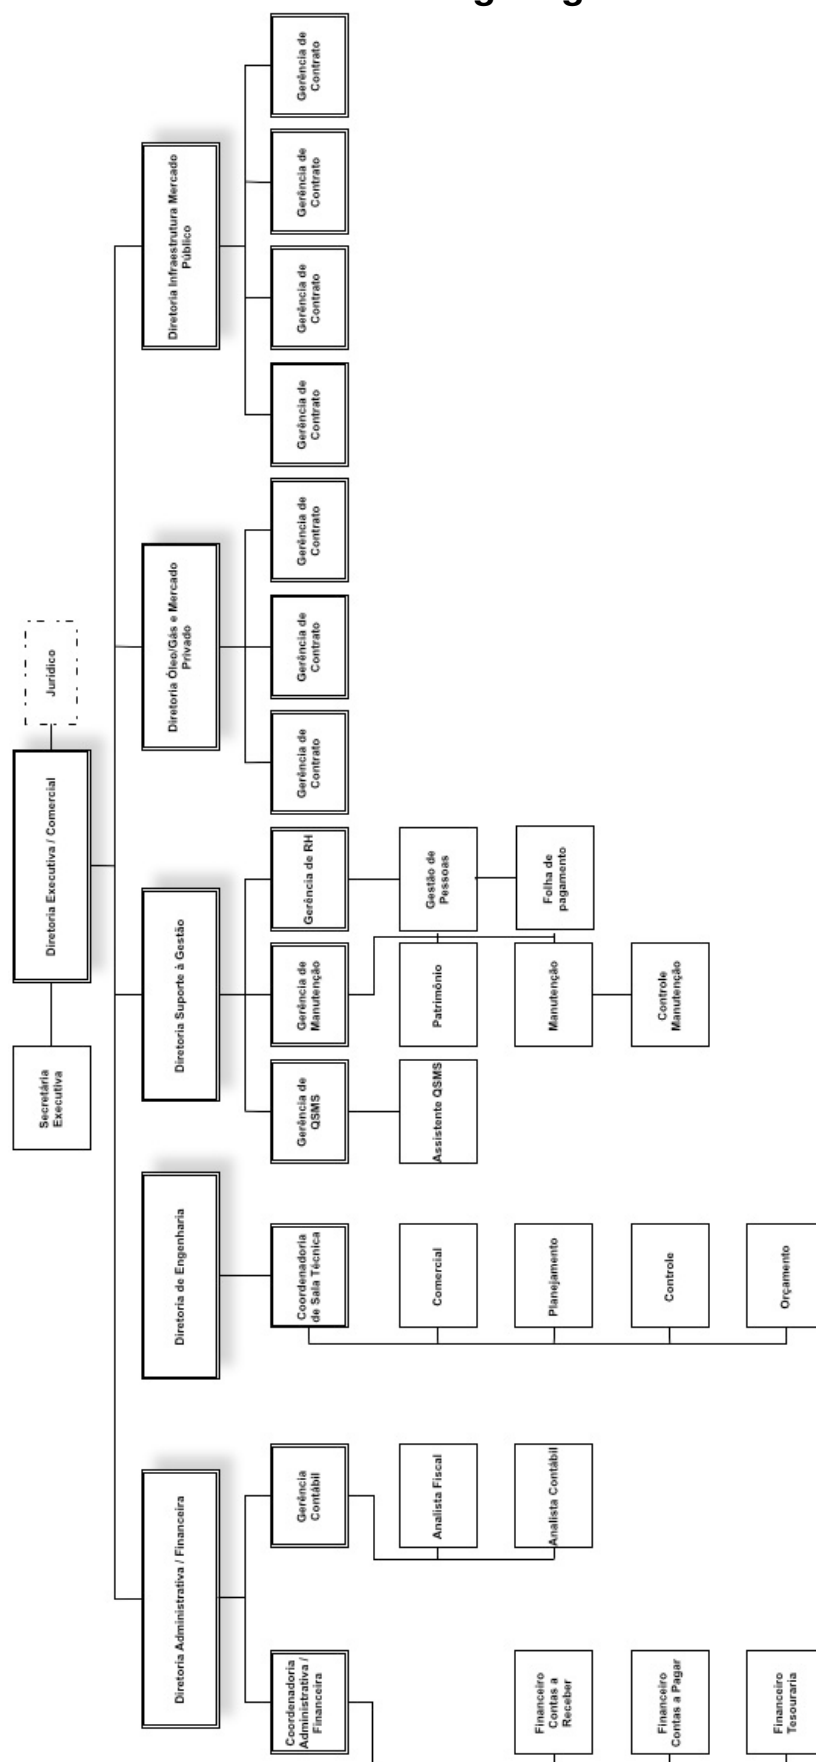 Diretoria Executiva / Comercial
Secretária
Executiva
Jurídico
Diretoria Administrativa / Financeira
Diretoria de Engenharia
Diretoria Suporte à Gestão
Diretoria Óleo/Gás e Mercado
Privado
Diretoria Infraestrutura Mercado
Público
Coordenadoria
Administrativa /
Financeira
Gerência
Contábil
Coordenadoria
de Sala Técnica
Gerência de
QSMS
Gerência de
Manutenção
Gerência de RH
Gerência de
Contrato
Gerência de
Contrato
Gerência de
Contrato
Gerência de
Contrato
Gerência de
Contrato
Gerência de
Contrato
Gerência de
Contrato
Analista Fiscal
Comercial
Assistente QSMS
Patrimônio
Gestão de
Pessoas
Financeiro
Contas a
Receber
Analista Contábil
Planejamento
Manutenção
Folha de
pagamento
Financeiro
Contas a Pagar
Controle
Controle
Manutenção
Financeiro
Tesouraria
Orçamento